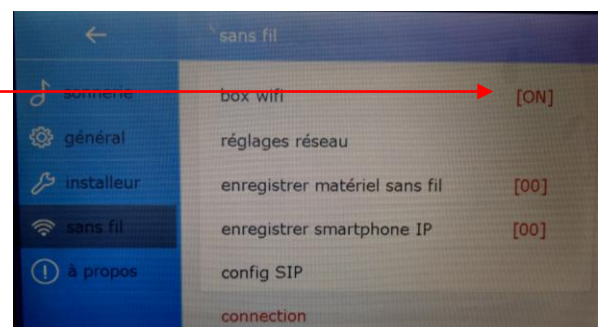 sans fil
sonnerie
général
installeur
sans fil
à propos
box wifi [ON]
réglages réseau
enregistrer matériel sans fil [00]
enregistrer smartphone IP [00]
config SIP
connection